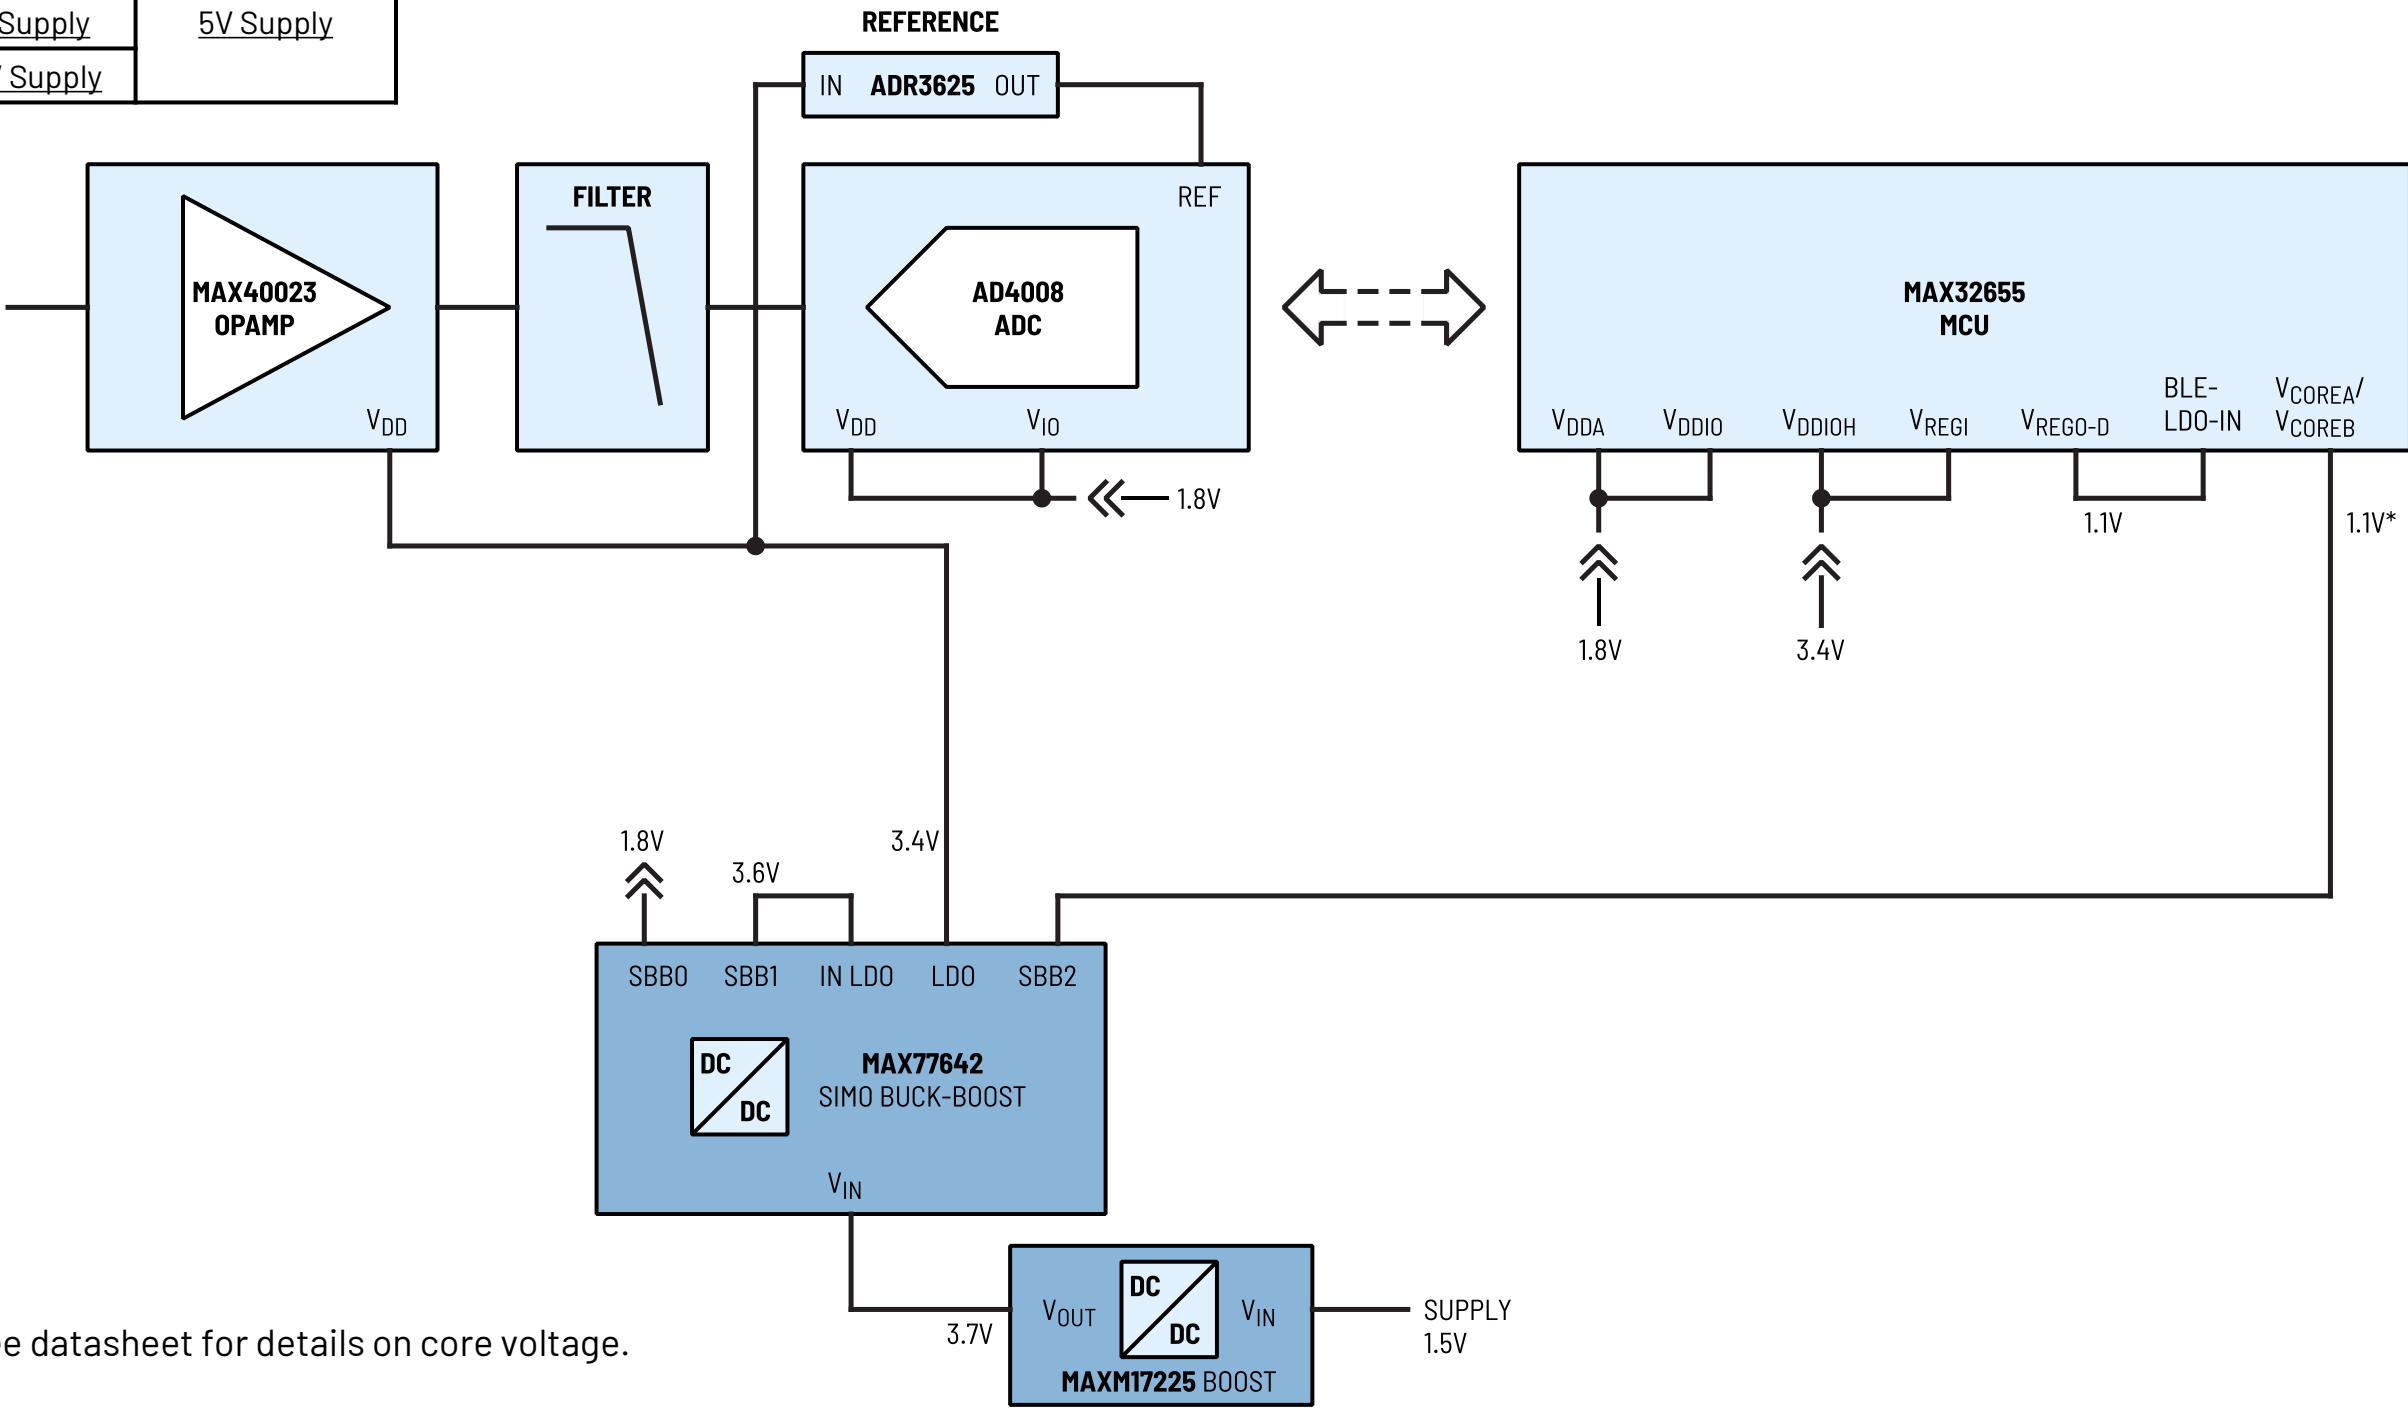 Supply
5V Supply
Supply
REFERENCE
IN ADR3625 OUT
FILTER
REF
MAX40023
OPAMP
AD4008
ADC
MAX32655
MCU
VDD
VDD
VIO
VDDA
VDDIO
VDDIOH
VREGI
VREGO-D
BLE-
LDO-IN
VCOREA/
VCOREB
1.8V
1.1V
1.1V*
1.8V
3.4V
1.8V
3.6V
3.4V
SBB0
SBB1
IN LDO
LDO
SBB2
DC
DC
MAX77642
SIMO BUCK-BOOST
VIN
3.7V
VOUT
DC
DC
VIN
MAXM17225 BOOST
SUPPLY
1.5V
datasheet for details on core voltage.